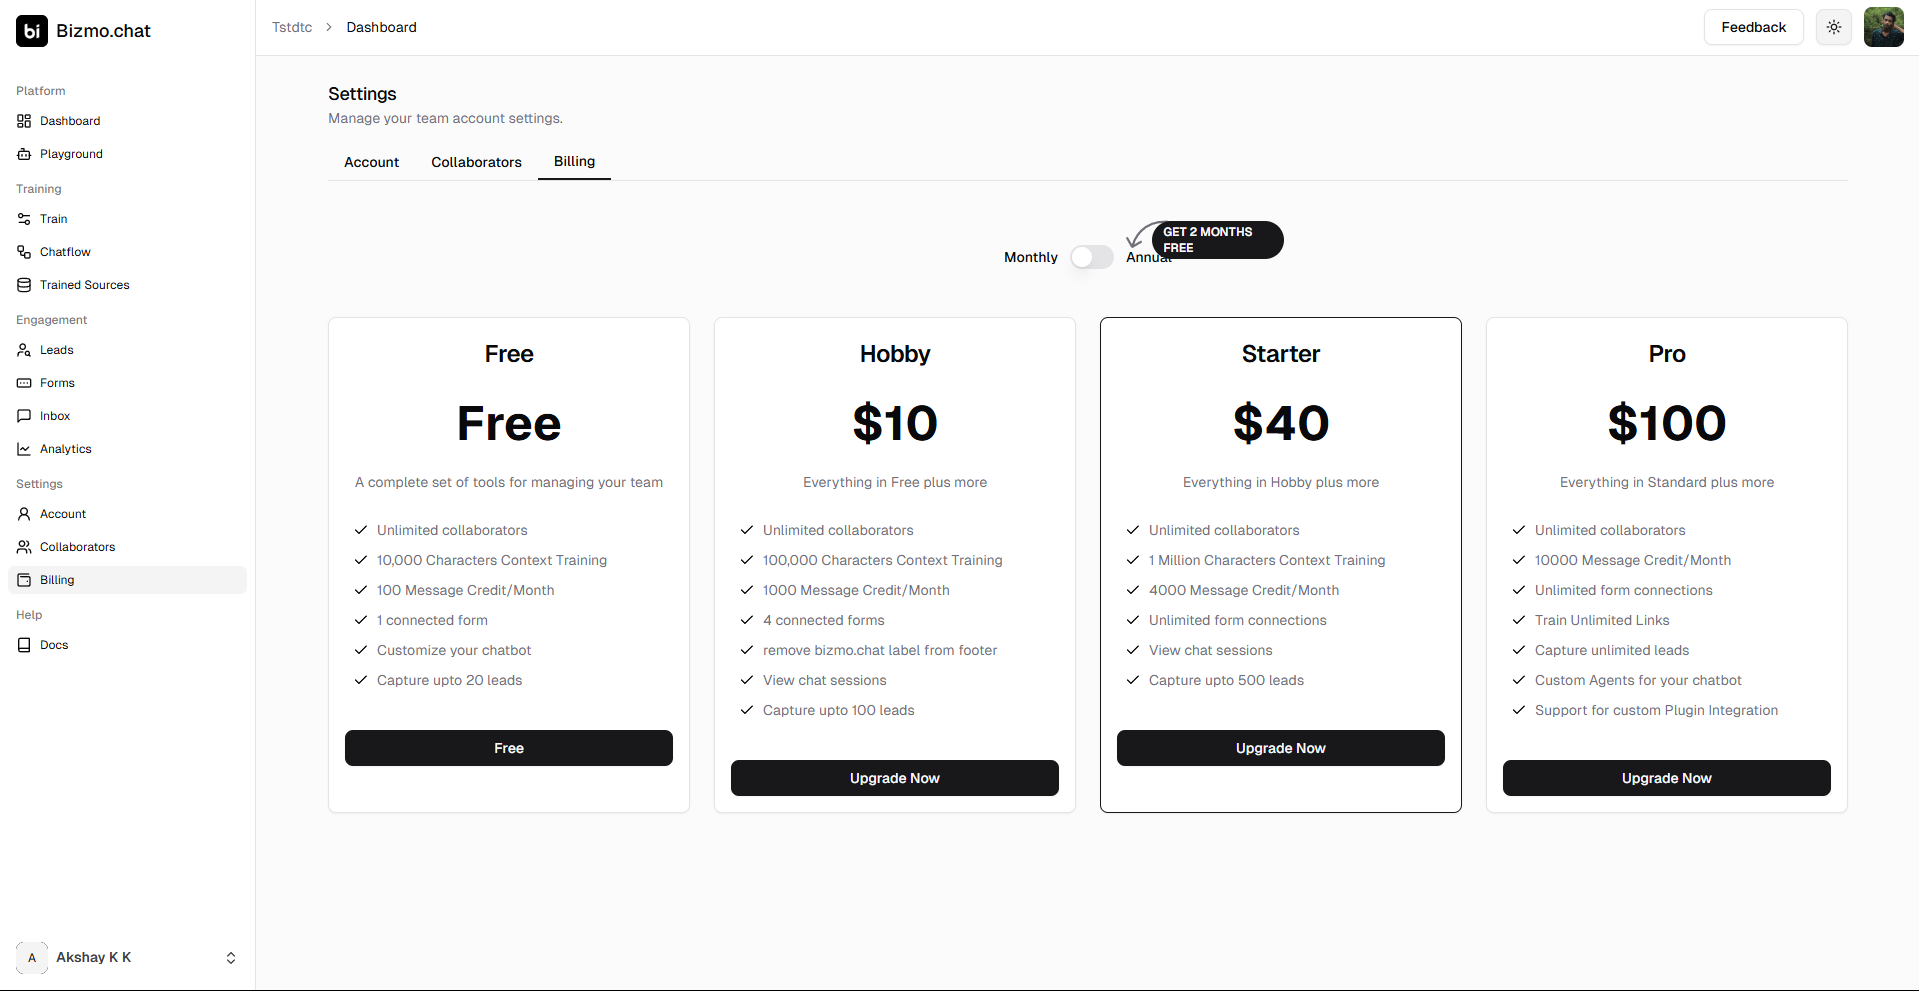 bi Bizmo.chat
Platform
Dashboard
Playground
Training
Train
Chatflow
Trained Sources
Engagement
Leads
Forms
Inbox
Analytics
Settings
Account
Collaborators
Billing
Help
Docs
A Akshay K K
Tstdtc > Dashboard
Feedback
Settings
Manage your team account settings.
Account Collaborators Billing
GET 2 MONTHS
FREE
Monthly Annual
Free
Free
A complete set of tools for managing your team
Unlimited collaborators
10,000 Characters Context Training
100 Message Credit/Month
1 connected form
Customize your chatbot
Capture upto 20 leads
Free
Hobby
$10
Everything in Free plus more
Unlimited collaborators
100,000 Characters Context Training
1000 Message Credit/Month
4 connected forms
remove bizmo.chat label from footer
View chat sessions
Capture upto 100 leads
Upgrade Now
Starter
$40
Everything in Hobby plus more
Unlimited collaborators
1 Million Characters Context Training
4000 Message Credit/Month
Unlimited form connections
View chat sessions
Capture upto 500 leads
Upgrade Now
Pro
$100
Everything in Standard plus more
Unlimited collaborators
10000 Message Credit/Month
Unlimited form connections
Train Unlimited Links
Capture unlimited leads
Custom Agents for your chatbot
Support for custom Plugin Integration
Upgrade Now